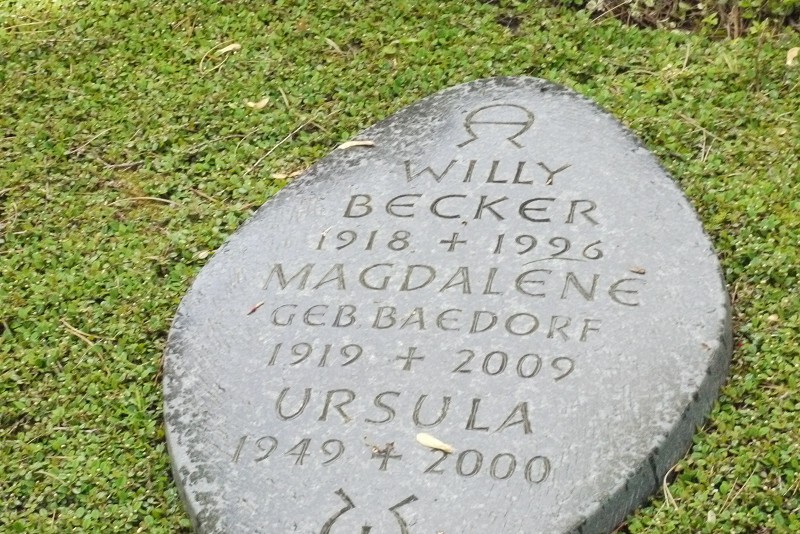 WILLY
BECKER
1918 + 1996
MAGDALENE
GEB. BAEDORF
1919 + 2009
URSULA
1949 + 2000